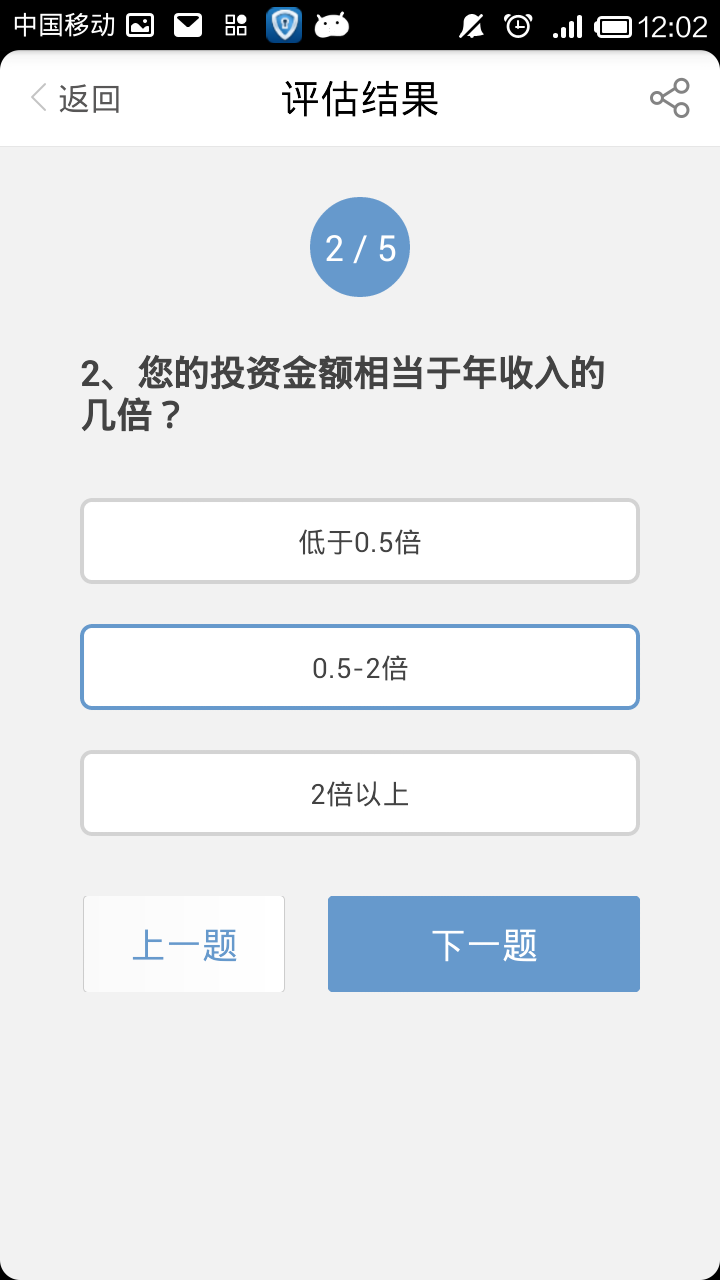 中国移动 12:02
返回 评估结果
2 / 5
2、您的投资金额相当于年收入的
几倍？
低于0.5倍
0.5-2倍
2倍以上
上一题 下一题